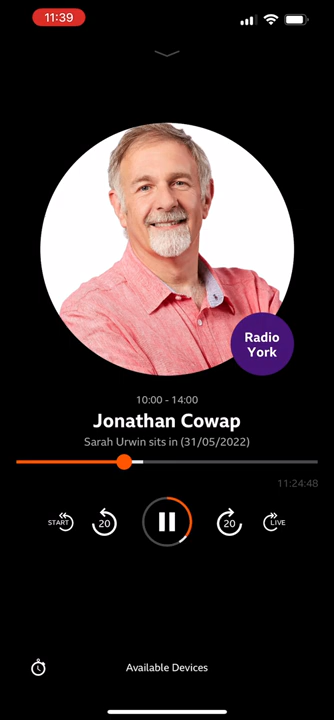 11:39
Radio
York
10:00 - 14:00
Jonathan Cowap
Sarah Urwin sits in (31/05/2022)
11:24:48
START
20
20
LIVE
Available Devices